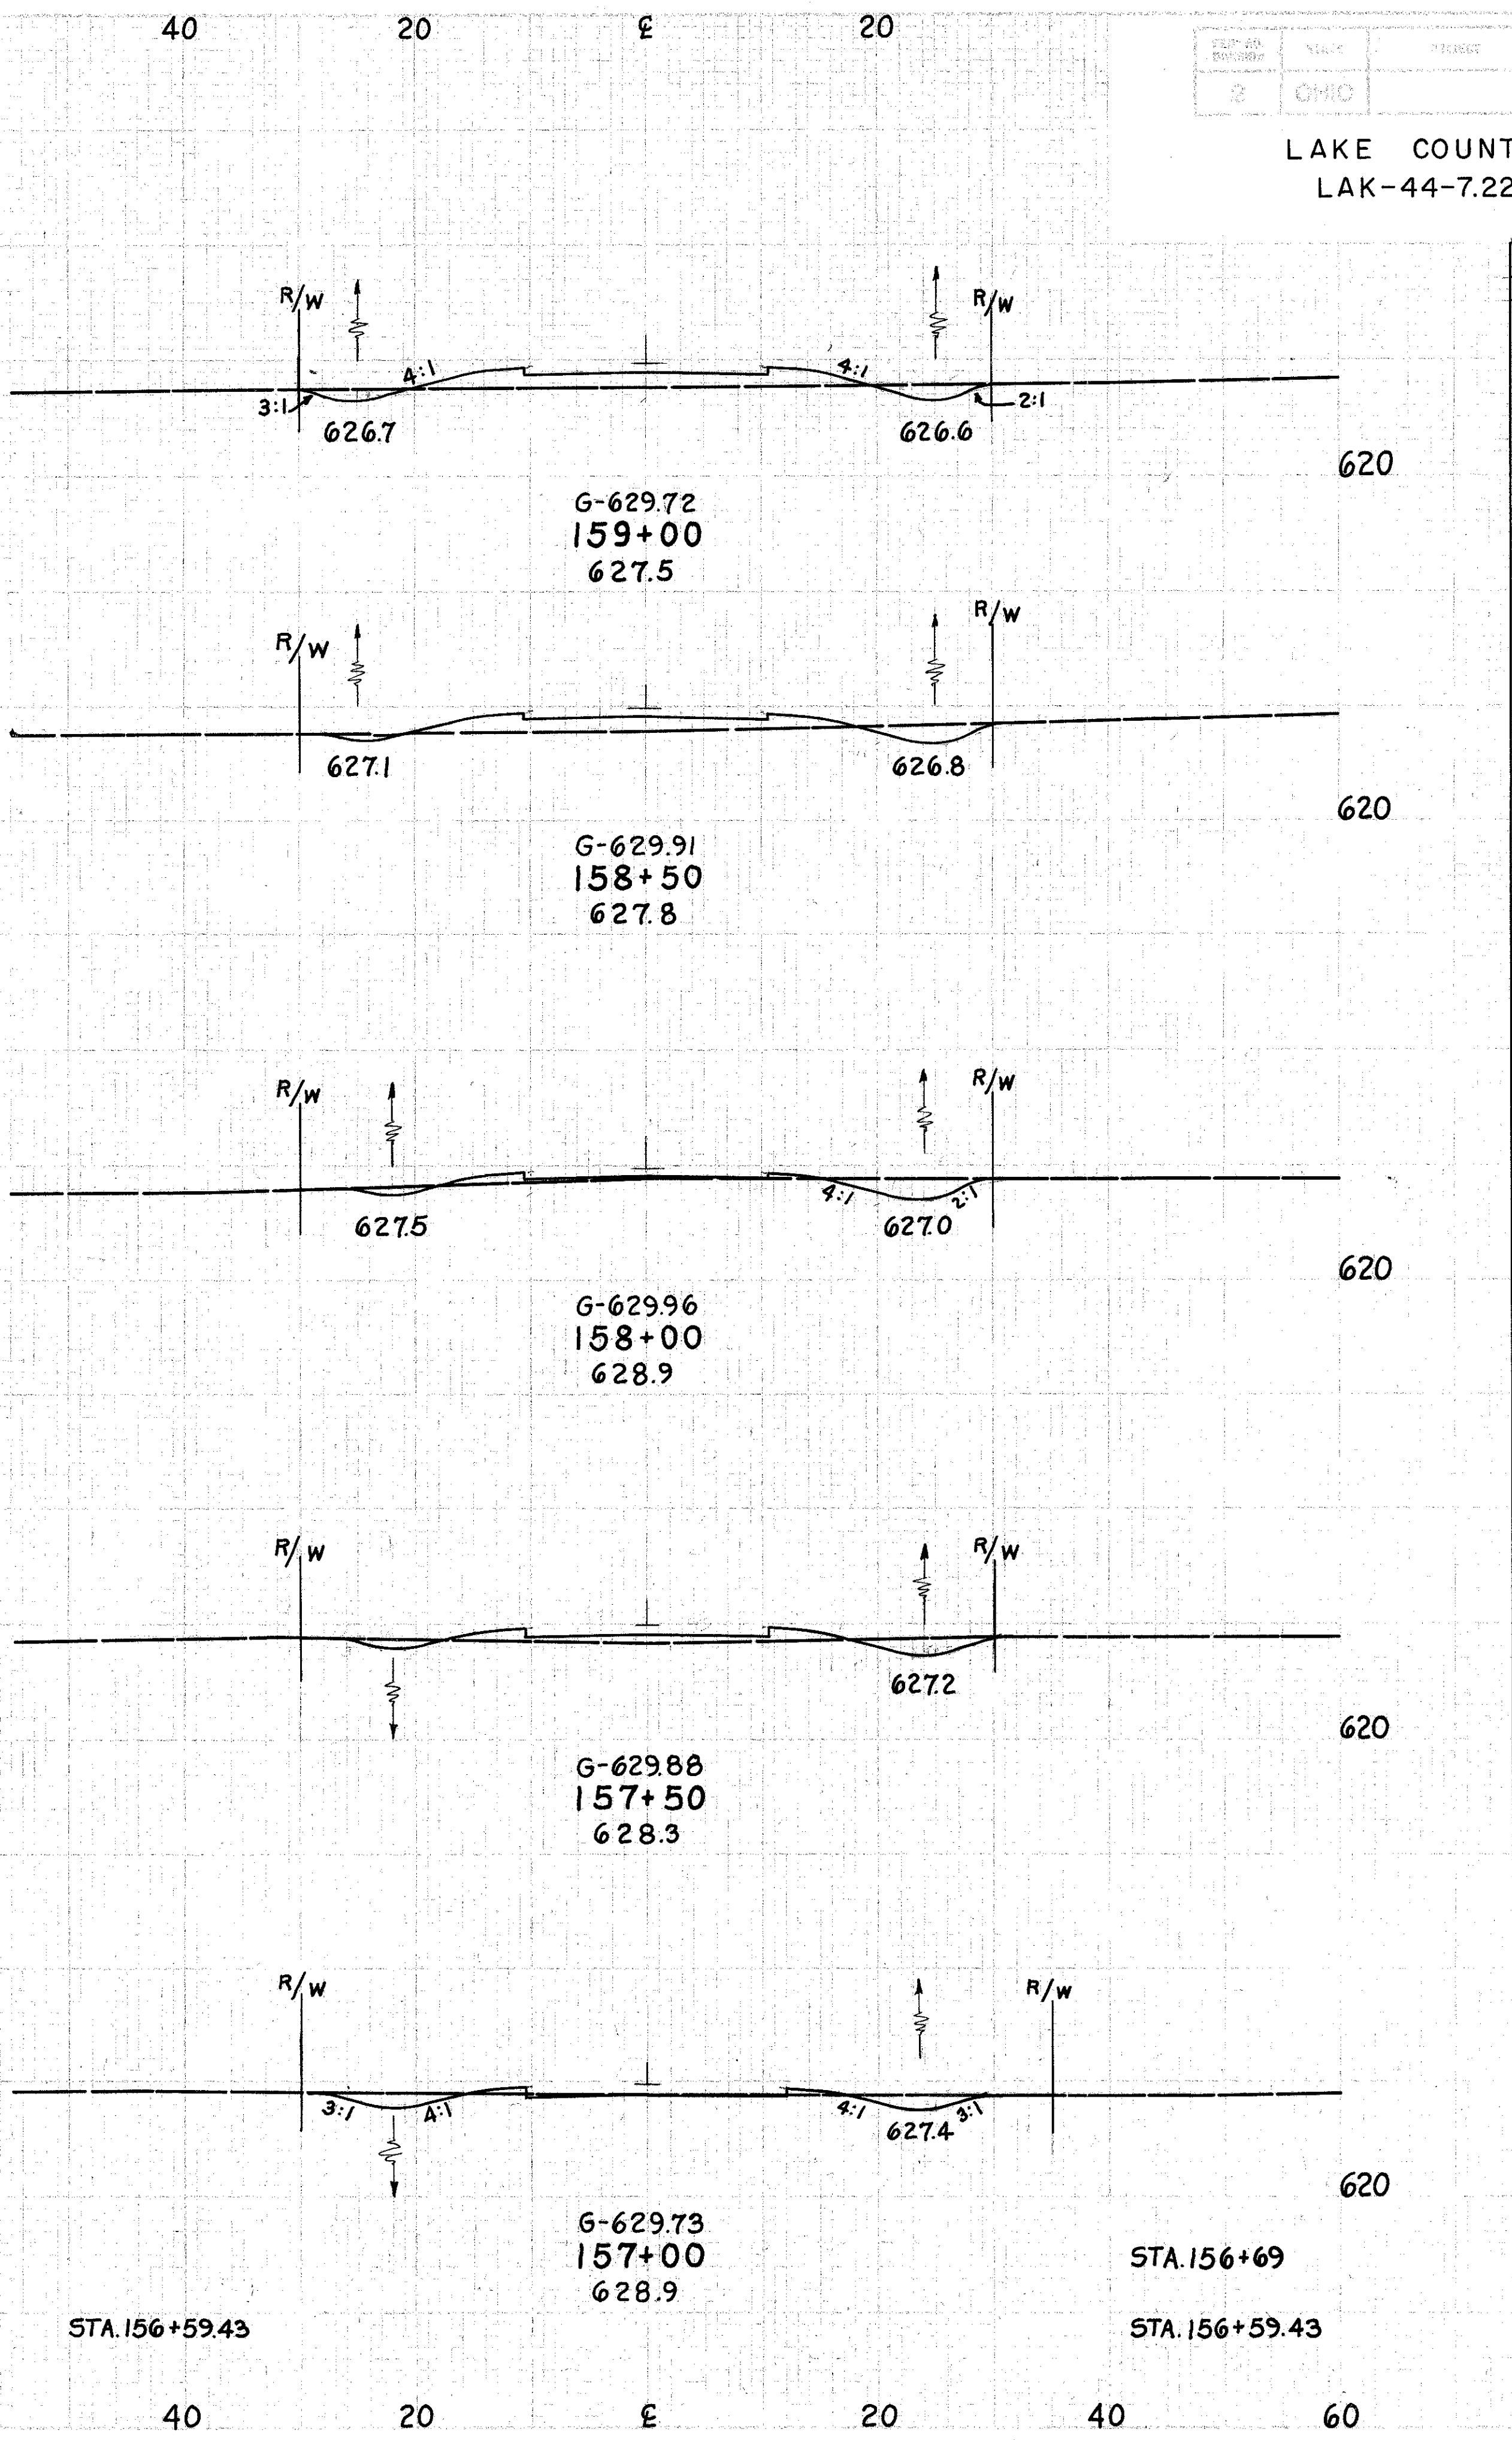 40 20 ℄ 20
2 OHIO
LAKE COUNT
LAK-44-7.22
R/W R/W
4:1 4:1
3:1 2:1
626.7 626.6
620
G-629.72
159+00
627.5
R/W R/W
627.1 626.8
620
G-629.91
158+50
627.8
R/W R/W
4:1 2:1
627.5 627.0
620
G-629.96
158+00
628.9
R/W R/W
627.2
620
G-629.88
157+50
628.3
R/W R/W
3:1 4:1 4:1 3:1
627.4
620
G-629.73
157+00
628.9
STA.156+69
STA.156+59.43 STA.156+59.43
40 20 ℄ 20 40 60